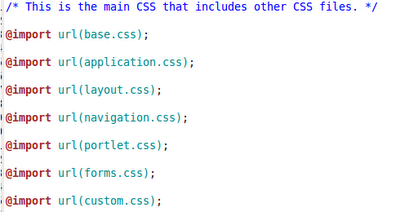 /* This is the main CSS that includes other CSS files. */
@import url(base.css);
@import url(application.css);
@import url(layout.css);
@import url(navigation.css);
@import url(portlet.css);
@import url(forms.css);
@import url(custom.css);